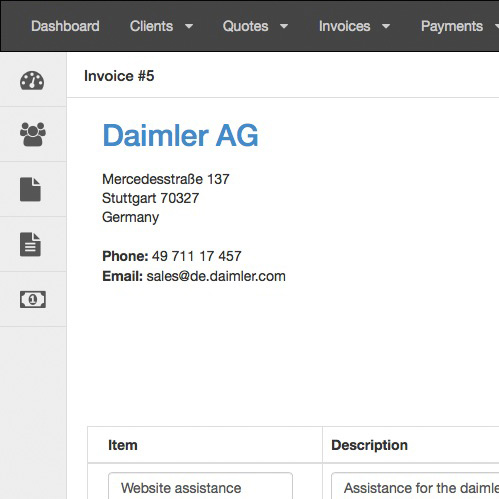 Dashboard Clients Quotes Invoices Payments
Invoice #5
Daimler AG
Mercedesstraße 137
Stuttgart 70327
Germany
Phone: 49 711 17 457
Email: sales@de.daimler.com
1
Item Description
Website assistance Assistance for the